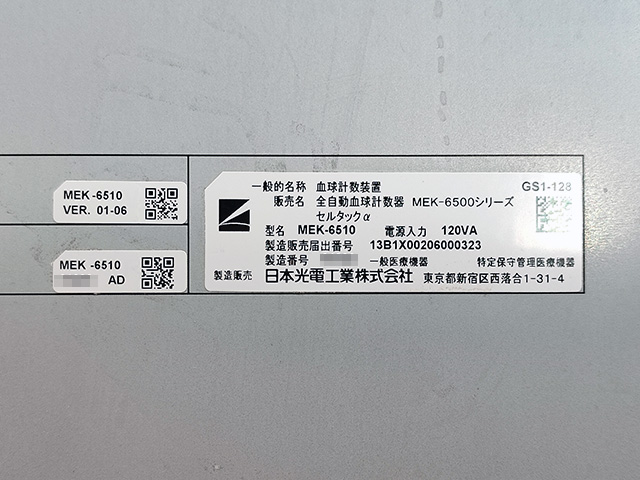 MEK-6510
VER. 01-06
MEK-6510
AD
一般的名称 血球計数装置 GS1-128
販売名 全自動血球計数器 MEK-6500シリーズ
セルタックα
型名 MEK-6510 電源入力 120VA
製造販売届出番号 13B1X00206000323
製造番号 一般医療機器 特定保守管理医療機器
製造販売 日本光電工業株式会社 東京都新宿区西落合1-31-4